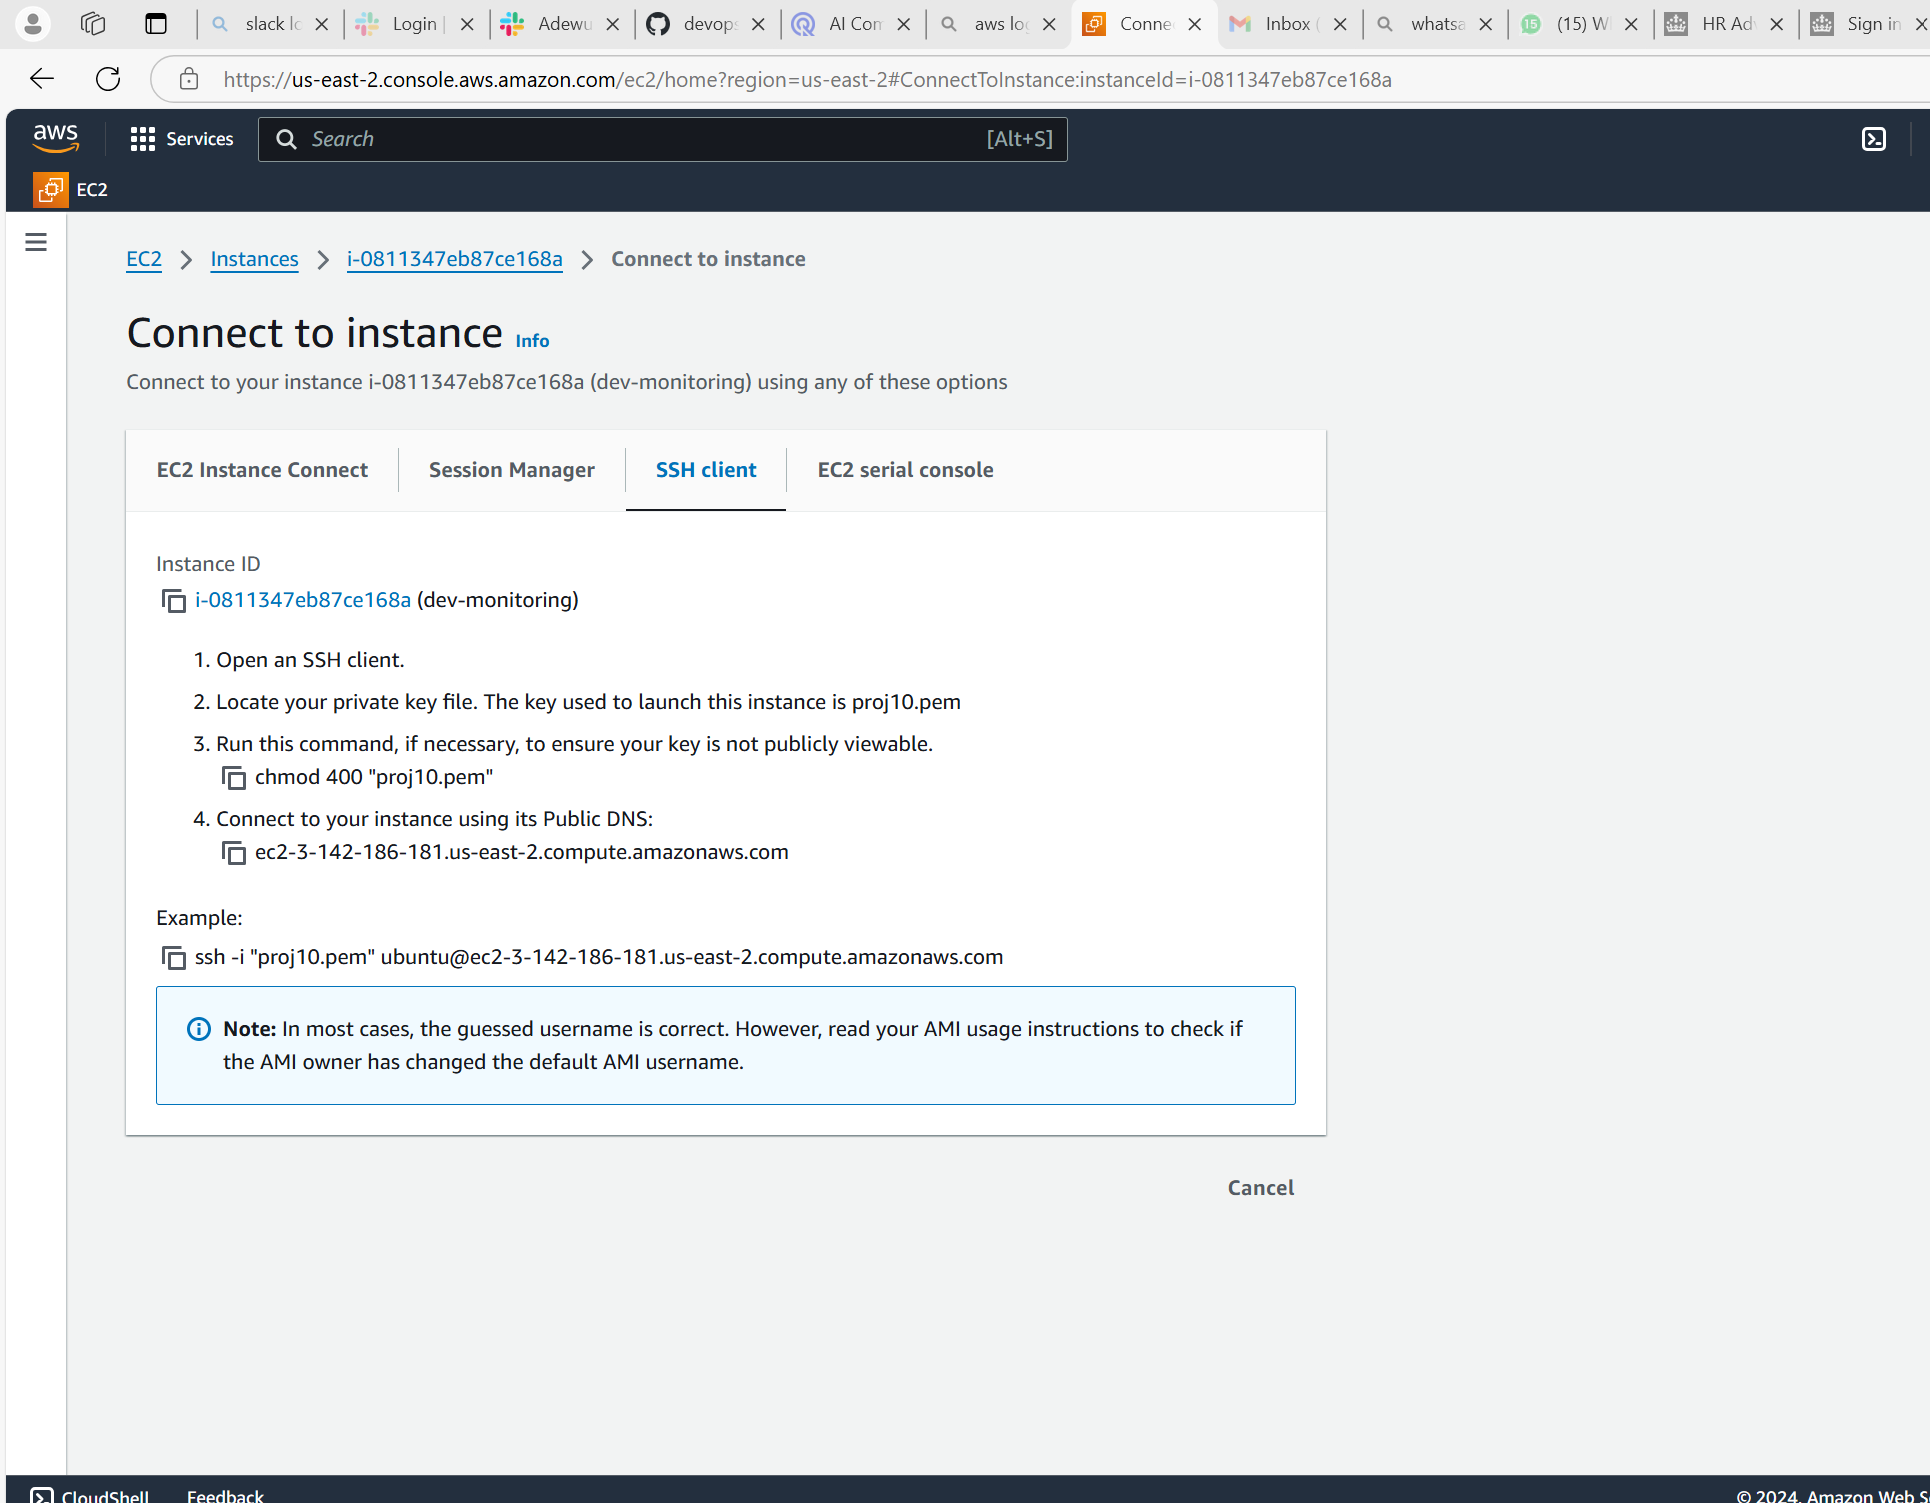 slack lo
Login
Adewu
devops
AI Com
aws log
Connec
Inbox (
whatsa
(15) W
HR Adv
Sign in
https://us-east-2.console.aws.amazon.com/ec2/home?region=us-east-2#ConnectToInstance:instanceId=i-0811347eb87ce168a
aws
Services
Search
[Alt+S]
EC2
EC2 > Instances > i-0811347eb87ce168a > Connect to instance
Connect to instance Info
Connect to your instance i-0811347eb87ce168a (dev-monitoring) using any of these options
EC2 Instance Connect
Session Manager
SSH client
EC2 serial console
Instance ID
i-0811347eb87ce168a (dev-monitoring)
1. Open an SSH client.
2. Locate your private key file. The key used to launch this instance is proj10.pem
3. Run this command, if necessary, to ensure your key is not publicly viewable.
chmod 400 "proj10.pem"
4. Connect to your instance using its Public DNS:
ec2-3-142-186-181.us-east-2.compute.amazonaws.com
Example:
ssh -i "proj10.pem" ubuntu@ec2-3-142-186-181.us-east-2.compute.amazonaws.com
Note: In most cases, the guessed username is correct. However, read your AMI usage instructions to check if
the AMI owner has changed the default AMI username.
Cancel
CloudShell
Feedback
© 2024, Amazon Web S